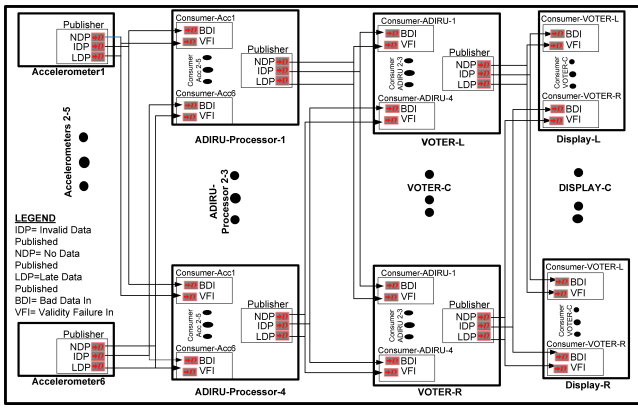 Publisher
NDP
IDP
LDP
Accelerometer1
Accelerometers 2-5
LEGEND
IDP= Invalid Data
Published
NDP= No Data
Published
LDP=Late Data
Published
BDI= Bad Data In
VFI= Validity Failure In
Publisher
NDP
IDP
LDP
Accelerometer6
Consumer-Acc1
BDI
VFI
Consumer
Acc 2-5
Consumer-Acc6
BDI
VFI
Publisher
NDP
IDP
LDP
ADIRU-Processor-1
ADIRU-
Processor 2-3
Consumer-Acc1
BDI
VFI
Consumer
Acc 2-5
Consumer-Acc6
BDI
VFI
Publisher
NDP
IDP
LDP
ADIRU-Processor-4
Consumer-ADIRU-1
BDI
VFI
Consumer
ADIRU 2-3
Consumer-ADIRU-4
BDI
VFI
Publisher
NDP
IDP
LDP
VOTER-L
VOTER-C
Consumer-ADIRU-1
BDI
VFI
Consumer
ADIRU 2-3
Consumer-ADIRU-4
BDI
VFI
Publisher
NDP
IDP
LDP
VOTER-R
Consumer-VOTER-L
BDI
VFI
Consumer
VOTER-C
Consumer-VOTER-R
BDI
VFI
Display-L
DISPLAY-C
Consumer-VOTER-L
BDI
VFI
Consumer
VOTER-C
Consumer-VOTER-R
BDI
VFI
Display-R